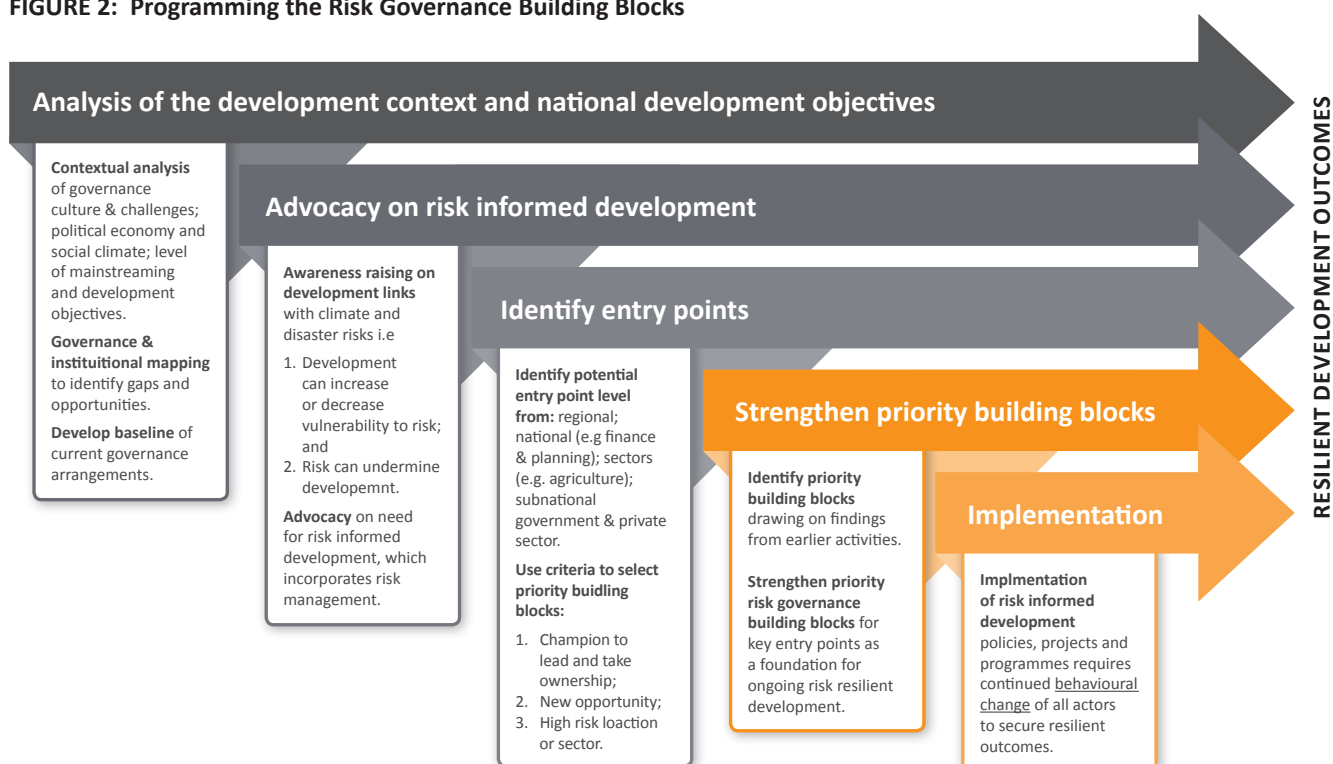 FIGURE 2: Programming the Risk Governance Building Blocks
Analysis of the development context and national development objectives
Contextual analysis
of governance
culture & challenges;
political economy and
social climate; level
of mainstreaming
and development
objectives.
Governance &
instituitional mapping
to identify gaps and
opportunities.
Develop baseline of
current governance
arrangements.
Advocacy on risk informed development
Awareness raising on
development links
with climate and
disaster risks i.e
1. Development
can increase
or decrease
vulnerability to risk;
and
2. Risk can undermine
developemnt.
Advocacy on need
for risk informed
development, which
incorporates risk
management.
Identify entry points
Identify potential
entry point level
from: regional;
national (e.g finance
& planning); sectors
(e.g. agriculture);
subnational
government & private
sector.
Use criteria to select
priority buidling
blocks:
1. Champion to
lead and take
ownership;
2. New opportunity;
3. High risk loaction
or sector.
Strengthen priority building blocks
Identify priority
building blocks
drawing on findings
from earlier activities.
Strengthen priority
risk governance
building blocks for
key entry points as
a foundation for
ongoing risk resilient
development.
Implementation
Implmentation
of risk informed
development
policies, projects and
programmes requires
continued behavioural
change of all actors
to secure resilient
outcomes.
RESILIENT DEVELOPMENT OUTCOMES